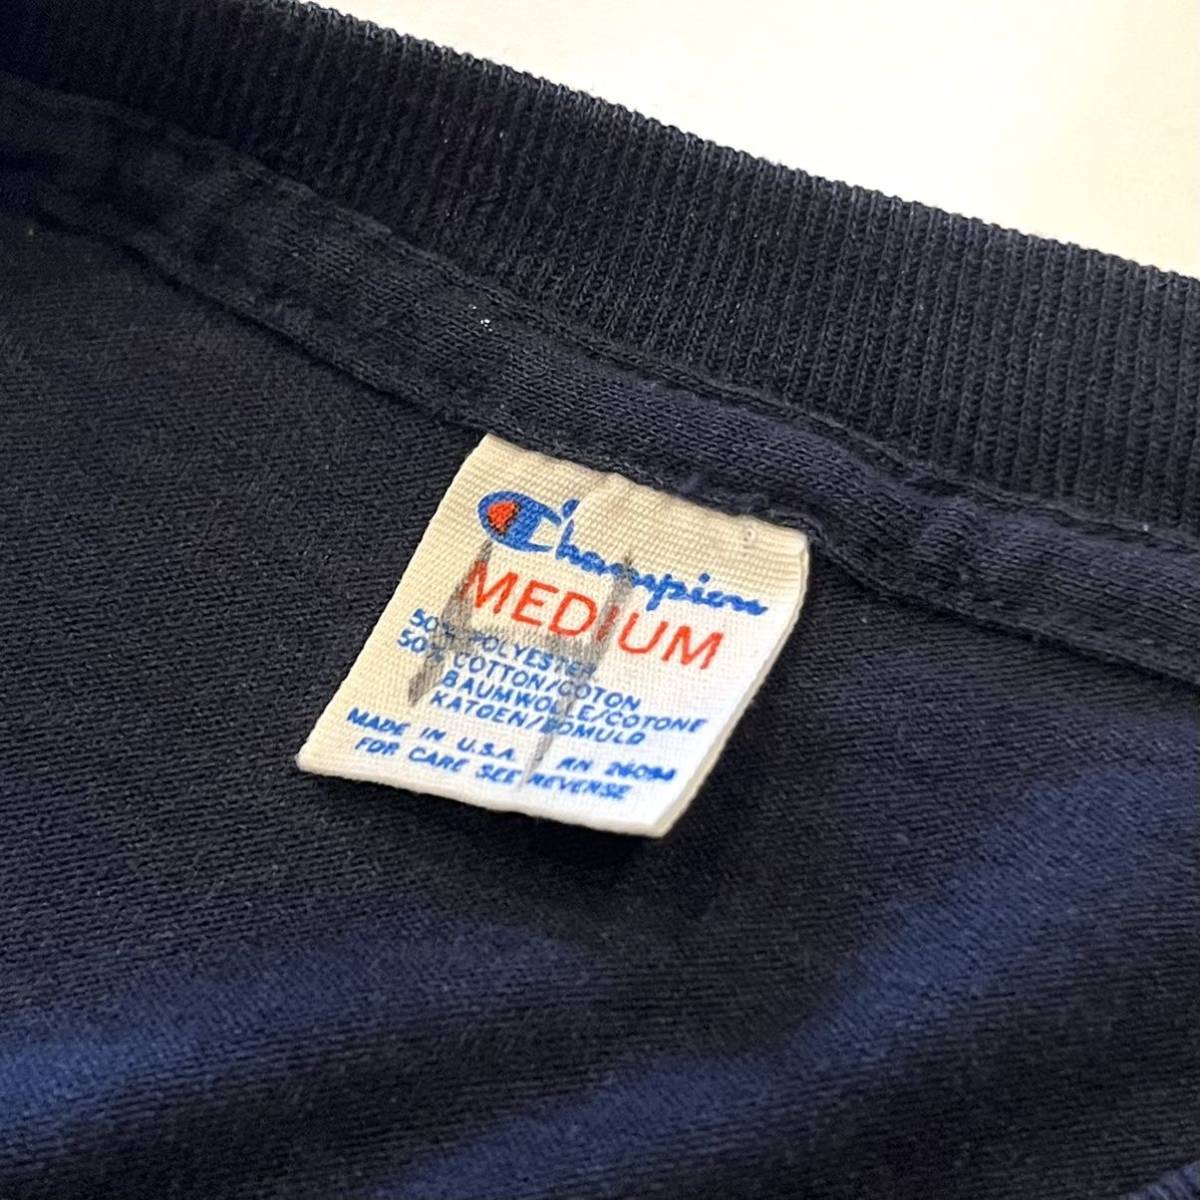 Champion
MEDIUM
50% POLYESTER
50% COTTON/COTON
BAUMWOLLE/COTONE
KATOEN/BOMULD
MADE IN U.S.A. RN 26094
FOR CARE SEE REVERSE